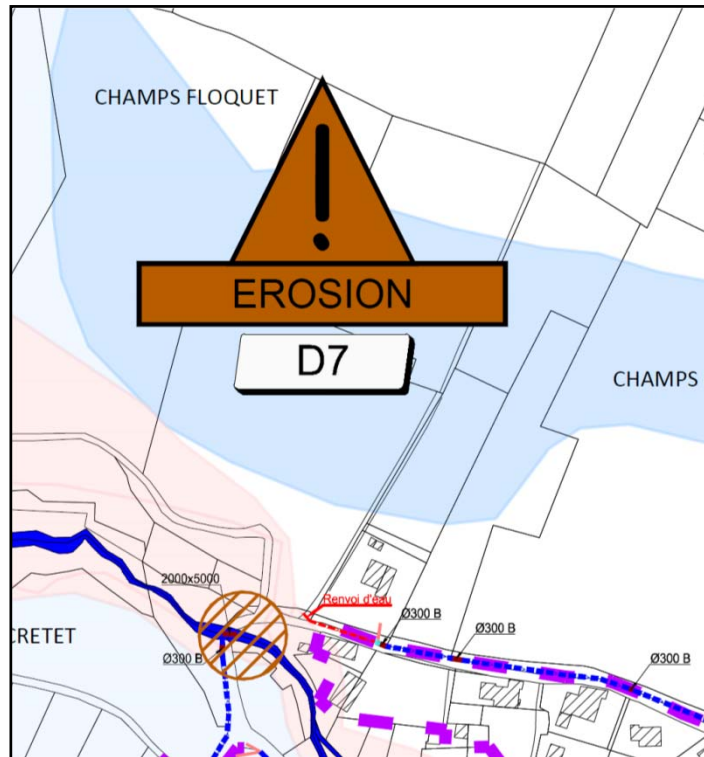 CHAMPS FLOQUET
!
EROSION
D7
CHAMPS
2000x5000
Renvoi d'eau
Ø300 B
Ø300 B
CRETET
Ø300 B
Ø300 B